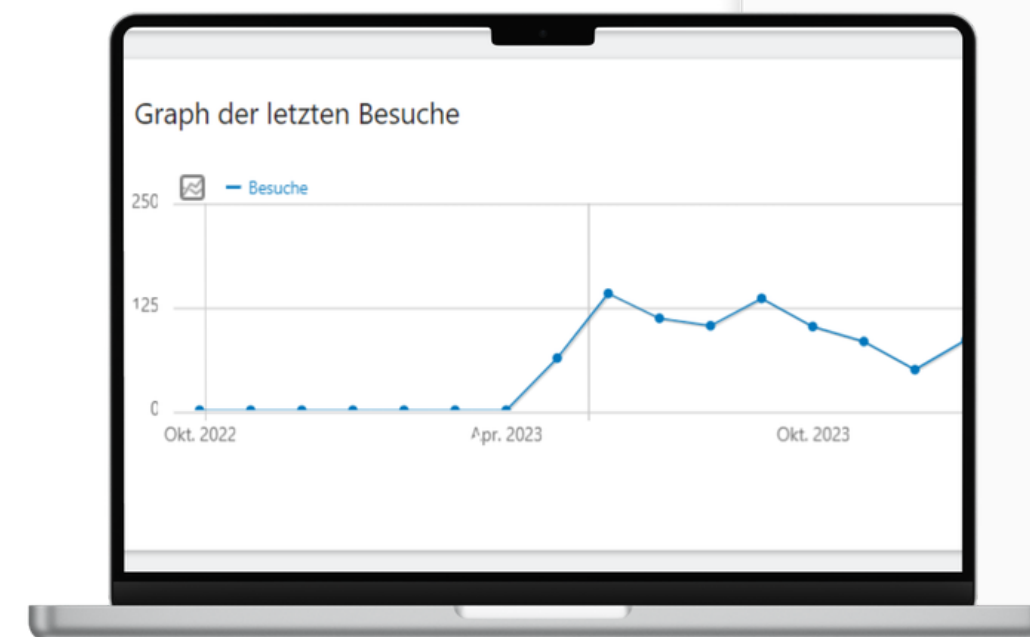 Graph der letzten Besuche
Besuche
250
125
0
Okt. 2022
Apr. 2023
Okt. 2023